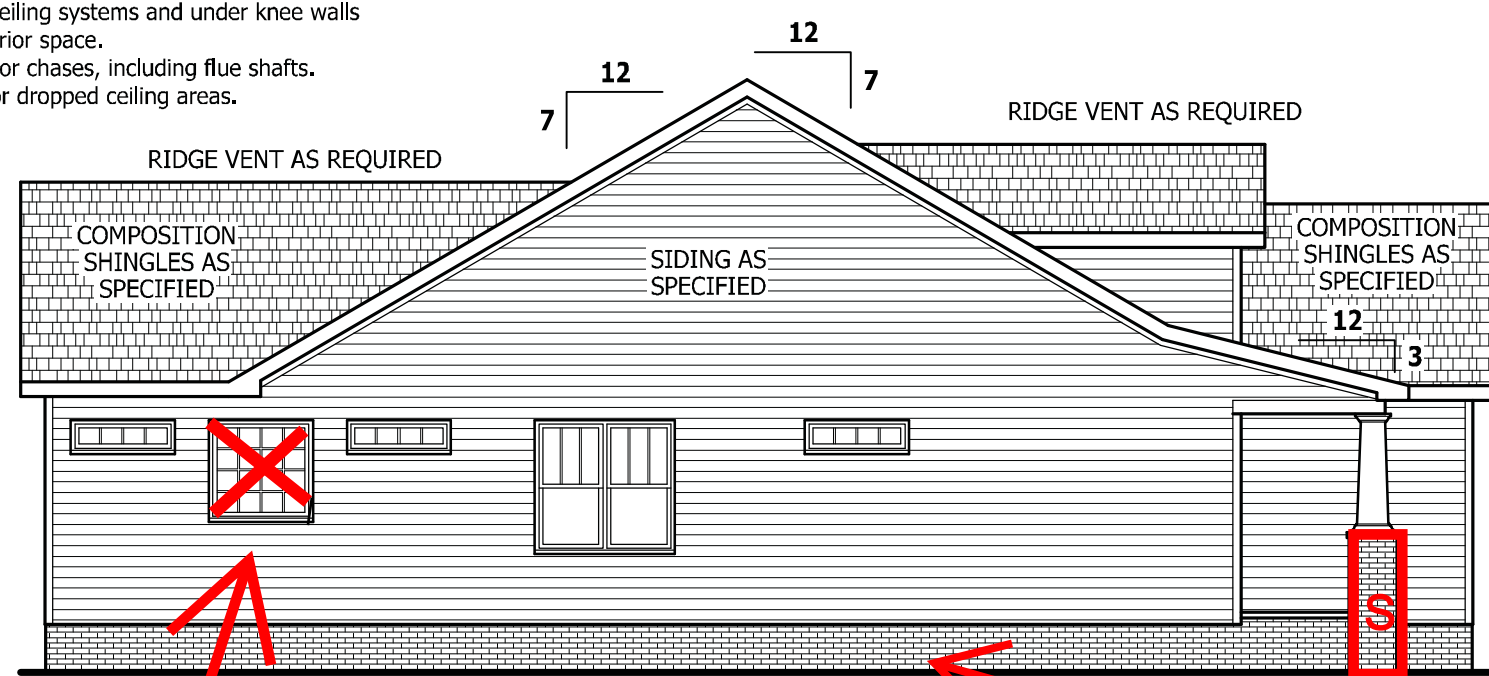 eiling systems and under knee walls
rior space.
or chases, including flue shafts.
or dropped ceiling areas.
12
7
12
7
RIDGE VENT AS REQUIRED
RIDGE VENT AS REQUIRED
COMPOSITION
SHINGLES AS
SPECIFIED
SIDING AS
SPECIFIED
COMPOSITION
SHINGLES AS
SPECIFIED
12
3
S